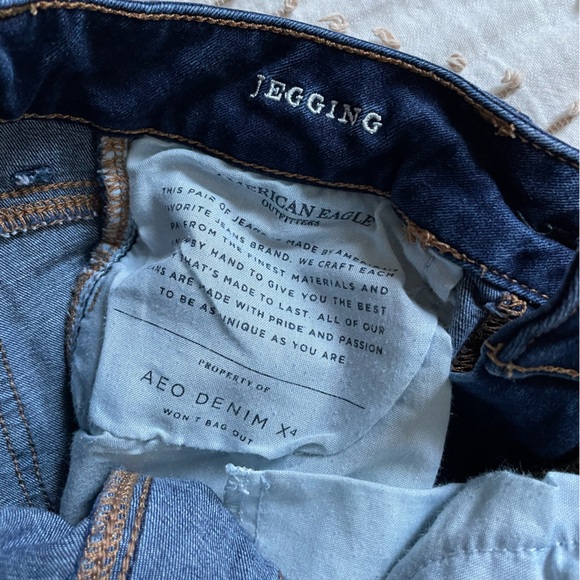 JEGGING
AMERICAN EAGLE
OUTFITTERS
THIS PAIR OF JEANS MADE BY AMERICA'S
FAVORITE JEANS BRAND. WE CRAFT EACH
PAIR FROM THE FINEST MATERIALS AND
BY HAND TO GIVE YOU THE BEST
THAT'S MADE TO LAST. ALL OF OUR
ARE MADE WITH PRIDE AND PASSION
TO BE AS UNIQUE AS YOU ARE.
PROPERTY OF
AEO DENIM X4
WON'T BAG OUT